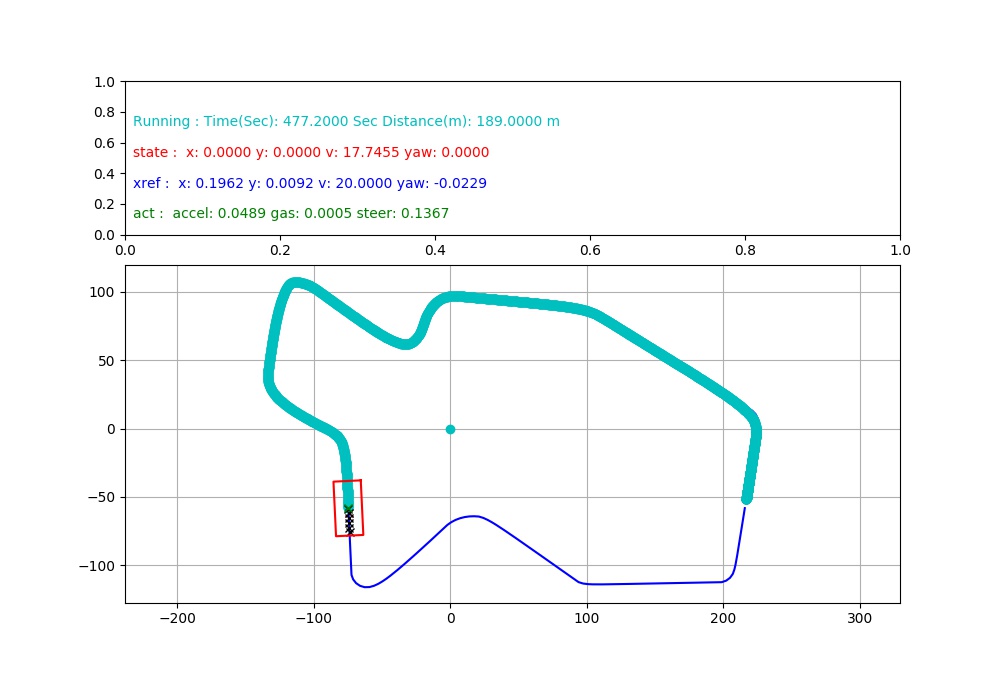 1.0
0.8
0.6
0.4
0.2
0.0
Running : Time(Sec): 477.2000 Sec Distance(m): 189.0000 m
state :  x: 0.0000 y: 0.0000 v: 17.7455 yaw: 0.0000
xref :  x: 0.1962 y: 0.0092 v: 20.0000 yaw: -0.0229
act :  accel: 0.0489 gas: 0.0005 steer: 0.1367
0.0 0.2 0.4 0.6 0.8 1.0
100
50
0
−50
−100
−200 −100 0 100 200 300